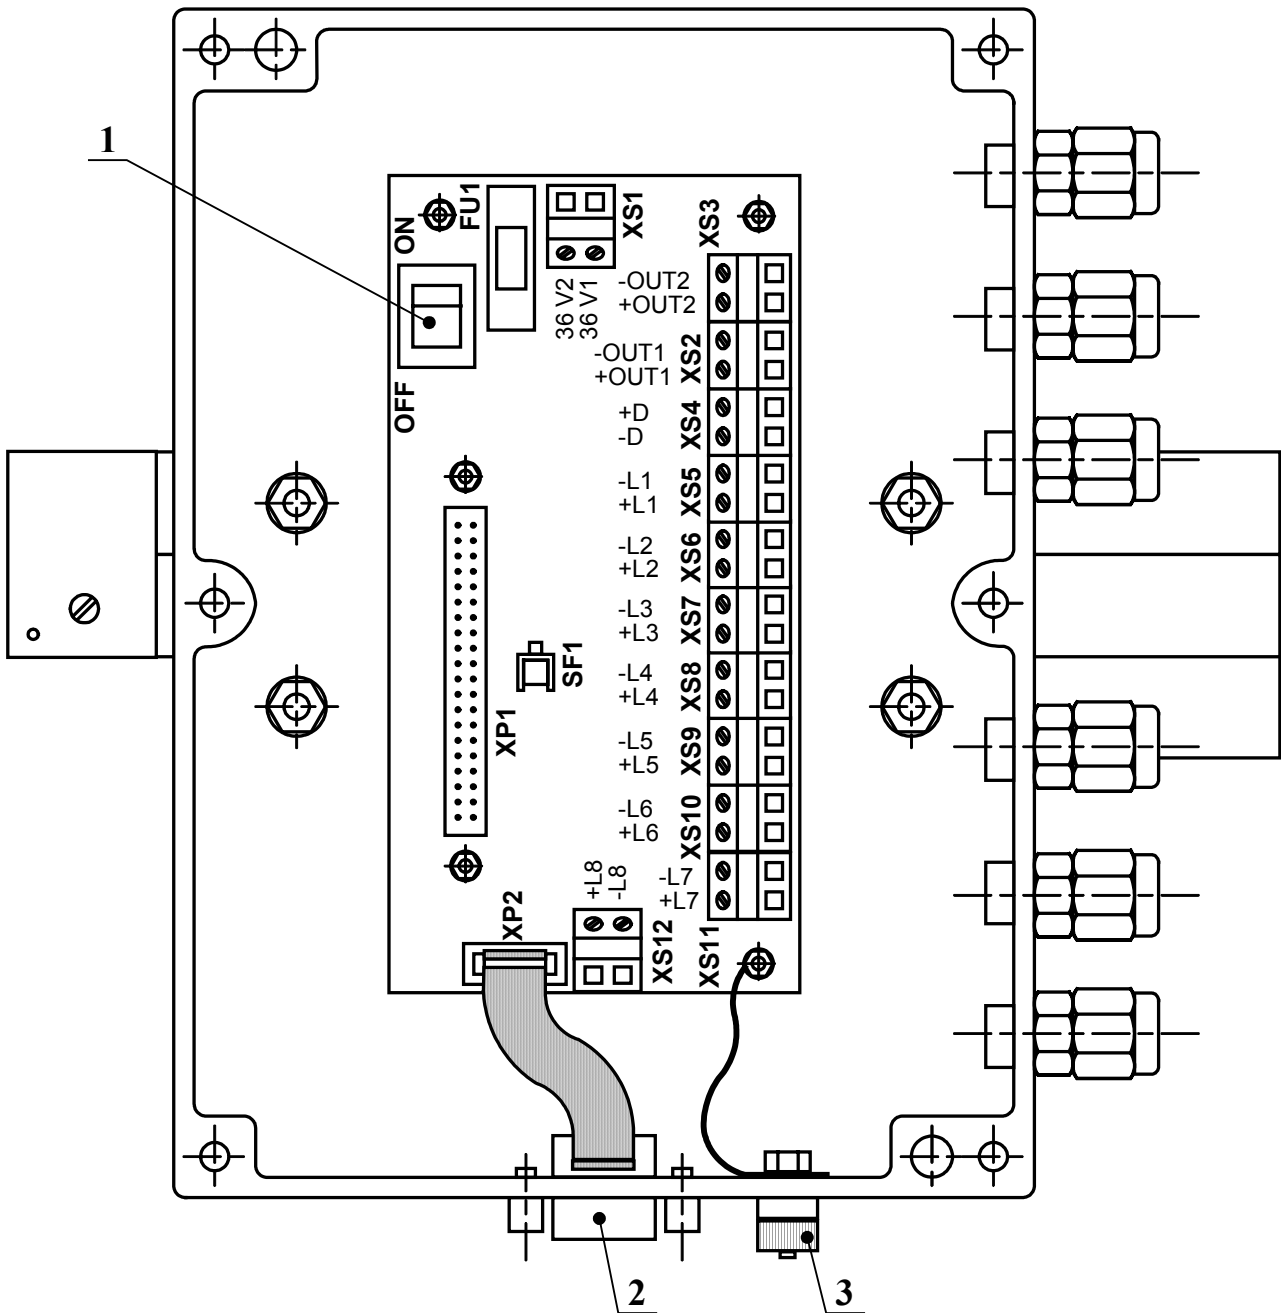 1
ON
FU1
XS1
XS3
36 V2
36 V1
-OUT2
+OUT2
-OUT1
+OUT1
XS2
OFF
+D
-D
XS4
-L1
+L1
XS5
-L2
+L2
XS6
-L3
+L3
XS7
SF1
-L4
+L4
XS8
XP1
-L5
+L5
XS9
-L6
+L6
XS10
+L8
-L8
-L7
+L7
XP2
XS12
XS11
2
3